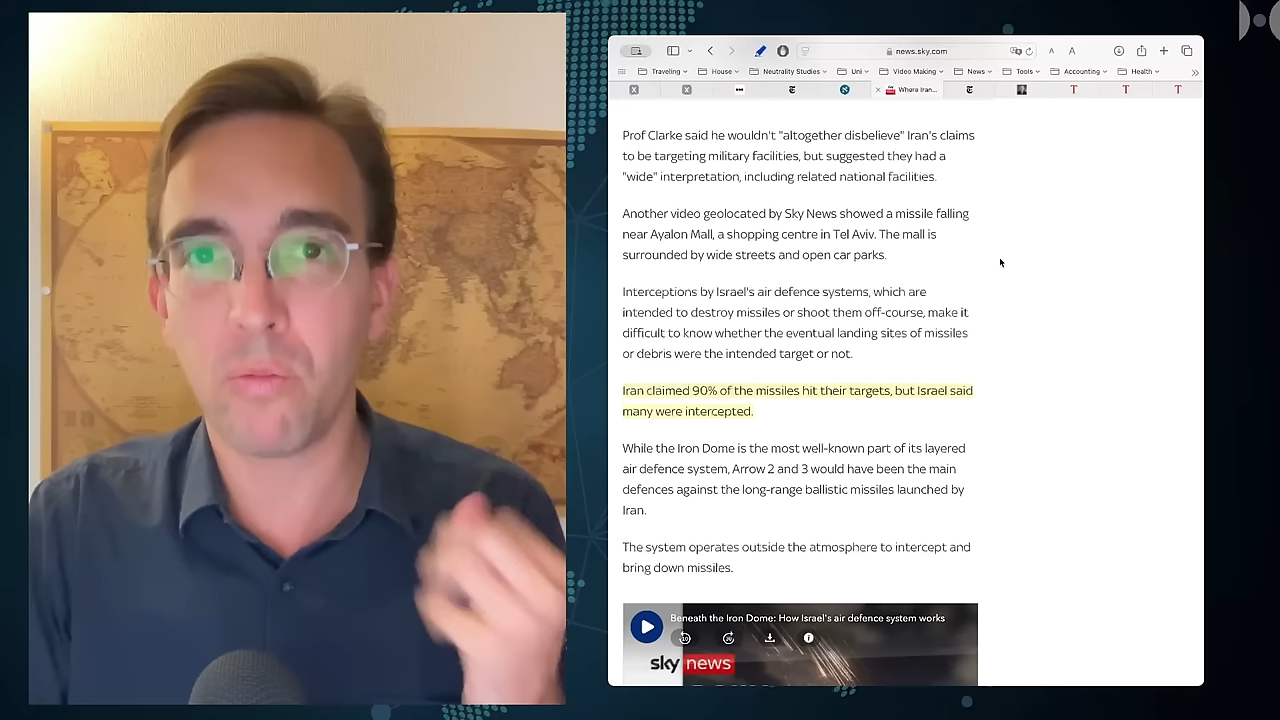 news.sky.com
A A
Traveling House Neutrality Studies Uni Video Making News Tools Accounting Health
Where Iran...
Prof Clarke said he wouldn't "altogether disbelieve" Iran's claims
to be targeting military facilities, but suggested they had a
"wide" interpretation, including related national facilities.
Another video geolocated by Sky News showed a missile falling
near Ayalon Mall, a shopping centre in Tel Aviv. The mall is
surrounded by wide streets and open car parks.
Interceptions by Israel's air defence systems, which are
intended to destroy missiles or shoot them off-course, make it
difficult to know whether the eventual landing sites of missiles
or debris were the intended target or not.
Iran claimed 90% of the missiles hit their targets, but Israel said
many were intercepted.
While the Iron Dome is the most well-known part of its layered
air defence system, Arrow 2 and 3 would have been the main
defences against the long-range ballistic missiles launched by
Iran.
The system operates outside the atmosphere to intercept and
bring down missiles.
Beneath the Iron Dome: How Israel's air defence system works
sky news